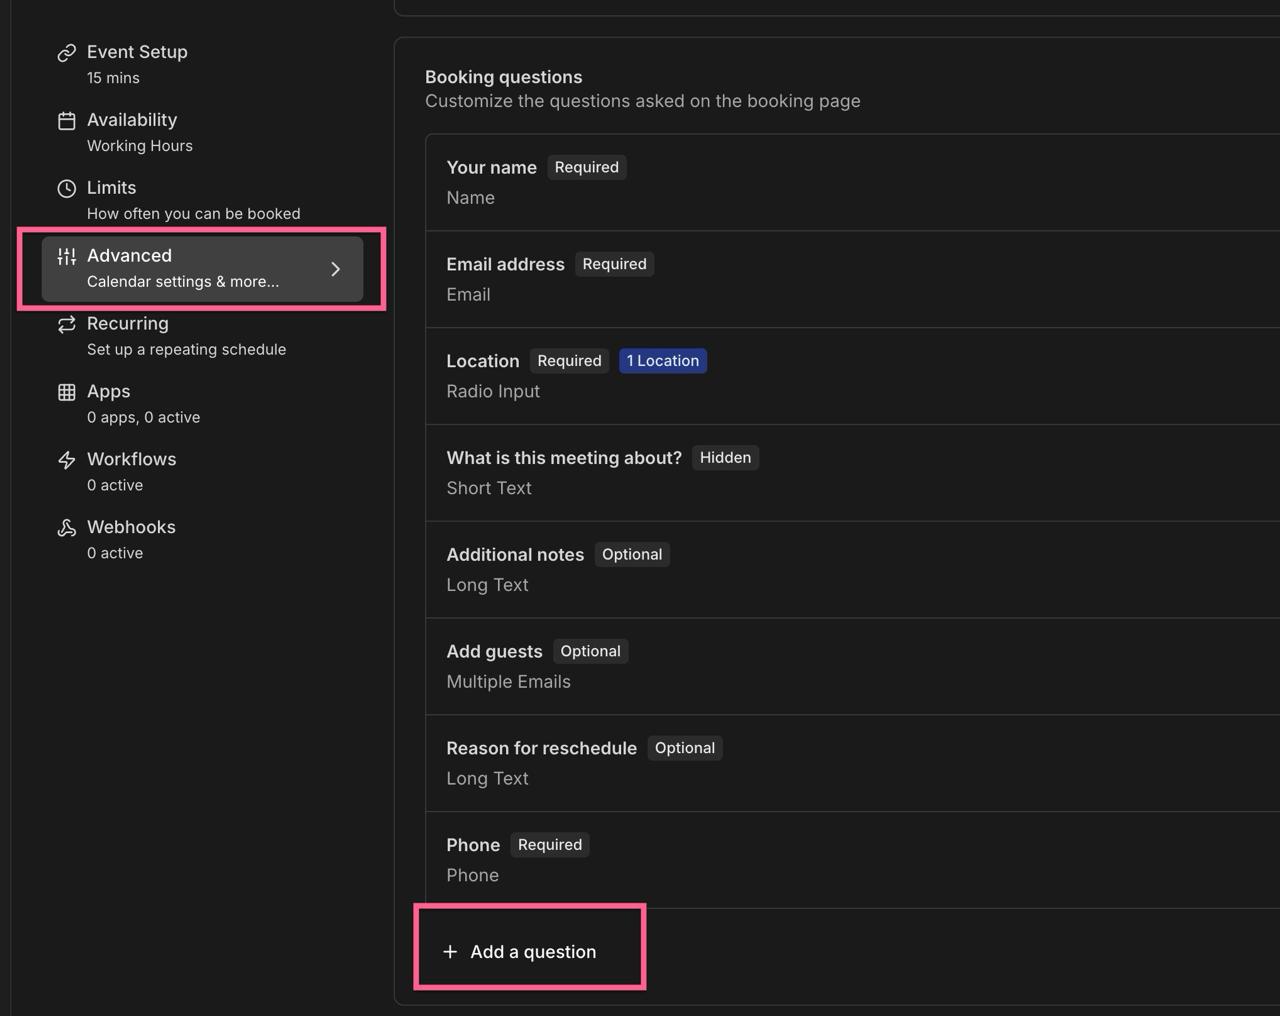 Event Setup
15 mins
Availability
Working Hours
Limits
How often you can be booked
Advanced
Calendar settings & more...
Recurring
Set up a repeating schedule
Apps
0 apps, 0 active
Workflows
0 active
Webhooks
0 active
Booking questions
Customize the questions asked on the booking page
Your name Required
Name
Email address Required
Email
Location Required 1 Location
Radio Input
What is this meeting about? Hidden
Short Text
Additional notes Optional
Long Text
Add guests Optional
Multiple Emails
Reason for reschedule Optional
Long Text
Phone Required
Phone
+ Add a question